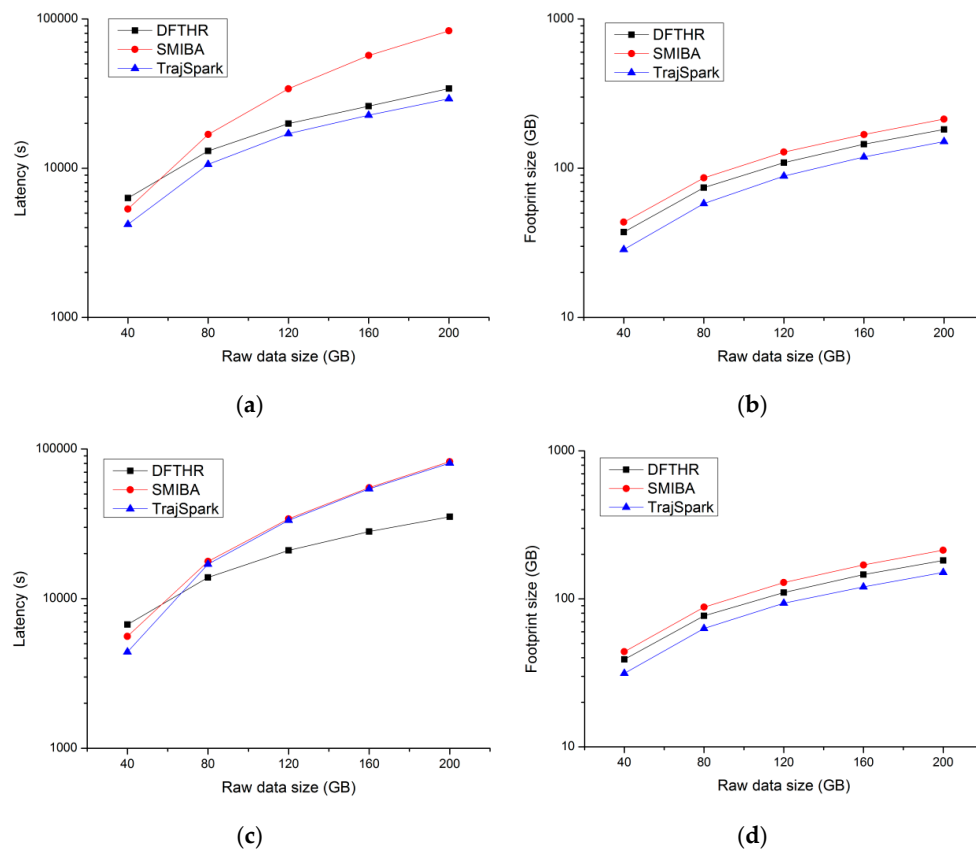 100000
10000
1000
Latency (s)
DFTHR
SMIBA
TrajSpark
40 80 120 160 200
Raw data size (GB)
(a)
1000
100
10
Footprint size (GB)
DFTHR
SMIBA
TrajSpark
40 80 120 160 200
Raw data size (GB)
(b)
100000
10000
1000
Latency (s)
DFTHR
SMIBA
TrajSpark
40 80 120 160 200
Raw data size (GB)
(c)
1000
100
10
Footprint size (GB)
DFTHR
SMIBA
TrajSpark
40 80 120 160 200
Raw data size (GB)
(d)